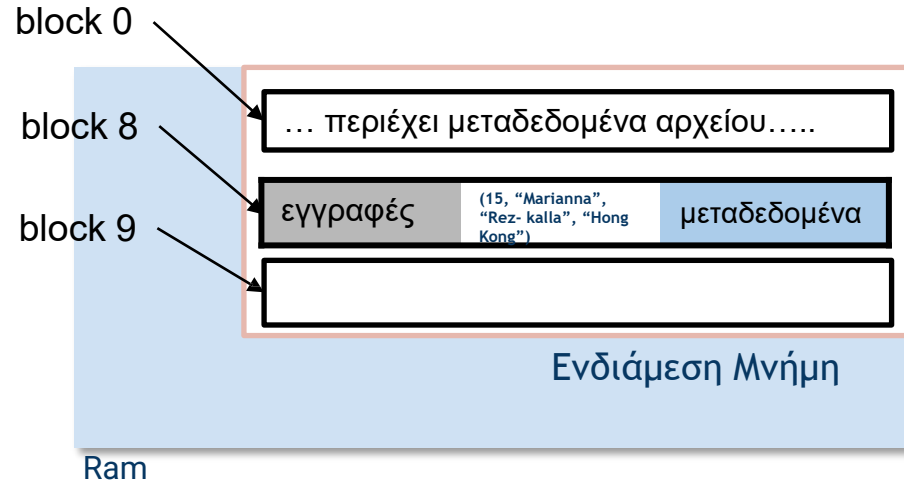 block 0
… περιέχει μεταδεδομένα αρχείου…..
block 8
εγγραφές
(15, “Marianna”,
“Rez- kalla”, “Hong
Kong”)
μεταδεδομένα
block 9
Ενδιάμεση Μνήμη
Ram